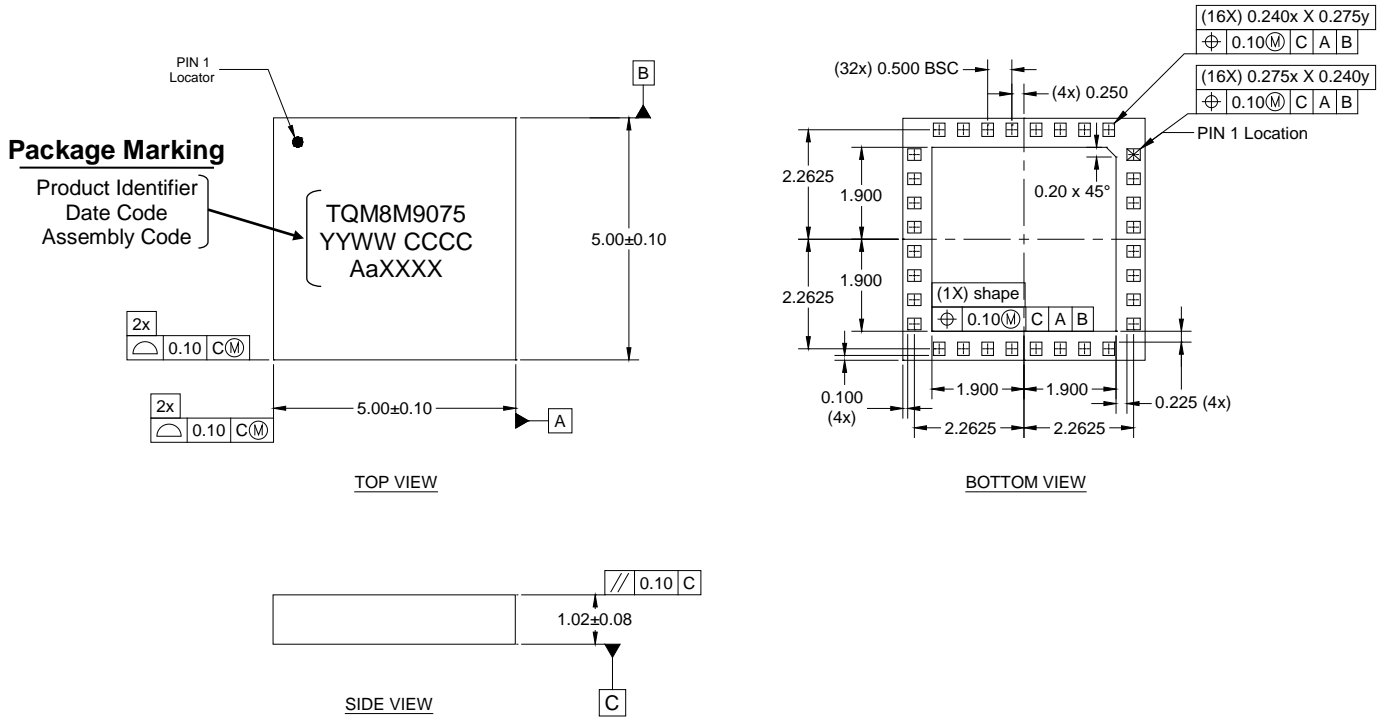 PIN 1
Locator
Package Marking
Product Identifier
Date Code
Assembly Code
TQM8M9075
YYWW CCCC
AaXXXX
B
5.00±0.10
2x
0.10 CⓂ
2x
0.10 CⓂ
5.00±0.10
A
TOP VIEW
(16X) 0.240x X 0.275y
⌖ 0.10Ⓜ C A B
(16X) 0.275x X 0.240y
⌖ 0.10Ⓜ C A B
PIN 1 Location
(32x) 0.500 BSC
(4x) 0.250
2.2625
1.900
0.20 x 45°
2.2625
1.900
(1X) shape
⌖ 0.10Ⓜ C A B
0.100
(4x)
1.900
1.900
0.225 (4x)
2.2625
2.2625
BOTTOM VIEW
// 0.10 C
1.02±0.08
C
SIDE VIEW